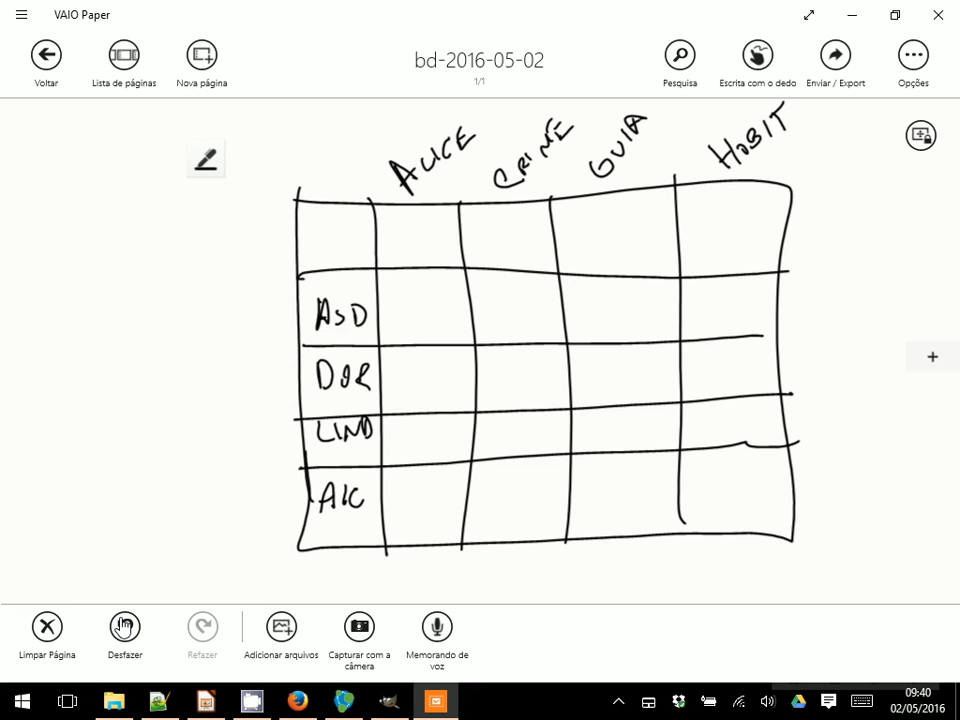 VAIO Paper
Voltar
Lista de páginas
Nova página
bd-2016-05-02
1/1
Pesquisa
Escrita com o dedo
Enviar / Export
Opções
ALICE CRIME GUIA HOBIT
ASD
DOR
LIND
AIC
Limpar Página
Desfazer
Refazer
Adicionar arquivos
Capturar com a
câmera
Memorando de
voz
09:40
02/05/2016